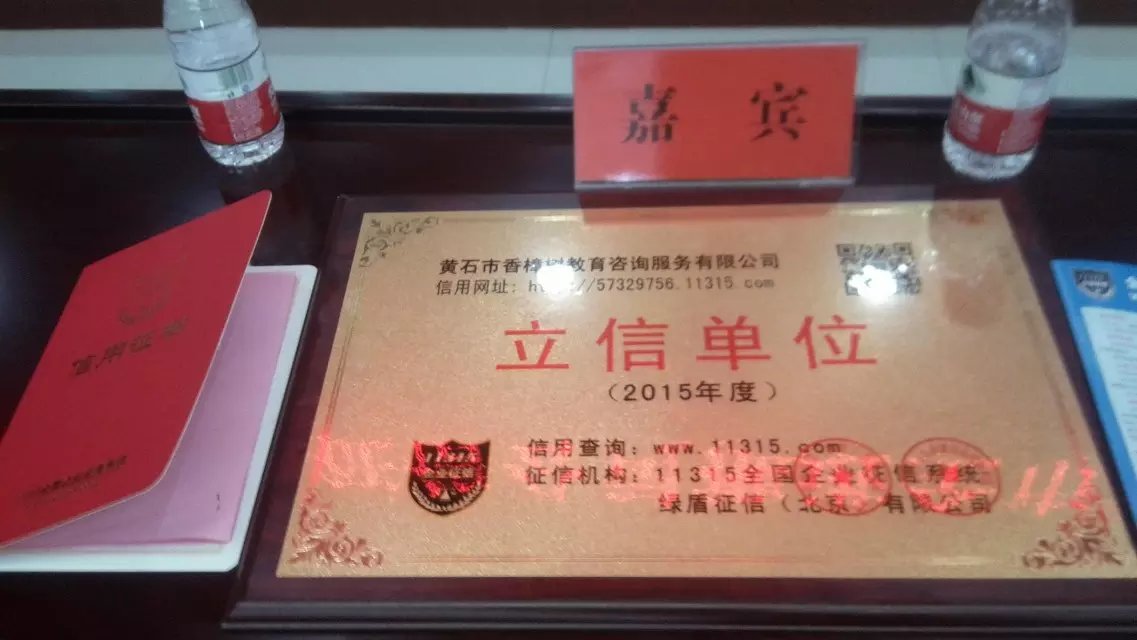 嘉宾
黄石市香樟树教育咨询服务有限公司
信用网址: http://57329756.11315.com
立信单位
(2015年度)
信用查询: www.11315.com
征信机构: 11315全国企业征信系统
绿盾征信(北京)有限公司
信用证书